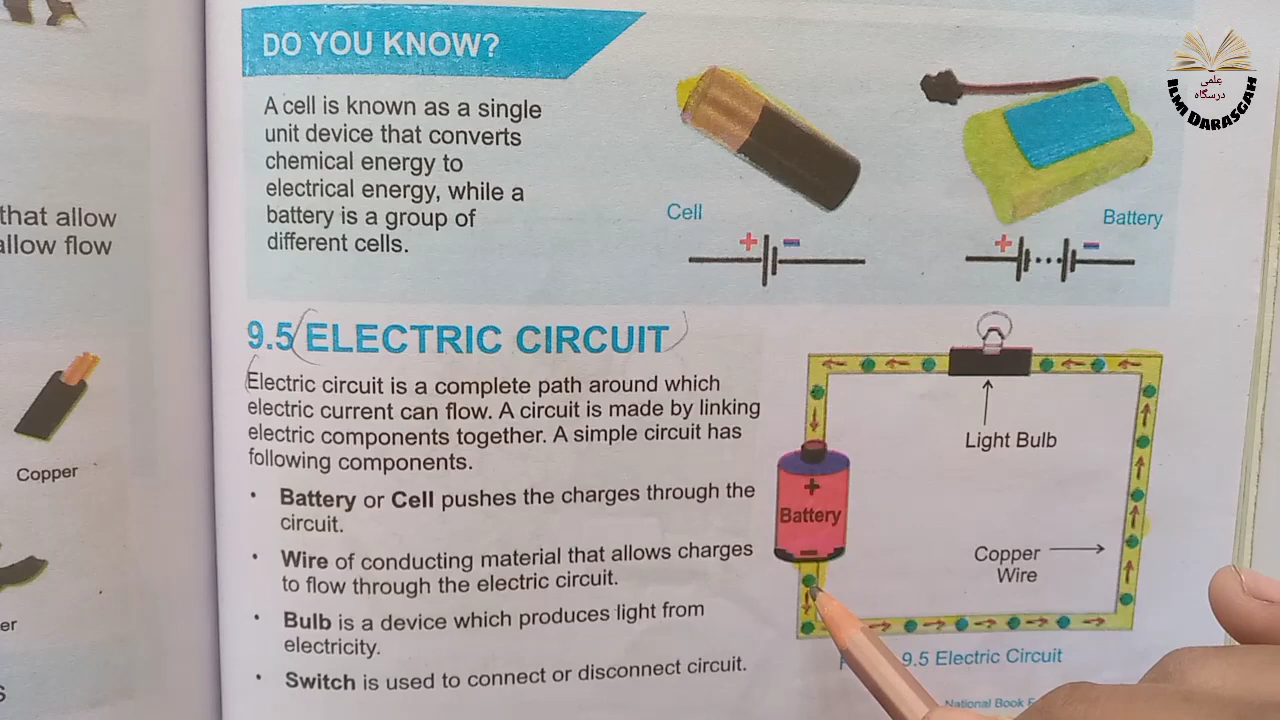 DO YOU KNOW?
A cell is known as a single
unit device that converts
chemical energy to
electrical energy, while a
battery is a group of
different cells.
Cell
Battery
+ −
+ −
علمی
درسگاہ
ILMI DARASGAH
that allow
allow flow
Copper
er
s
9.5 ELECTRIC CIRCUIT
Electric circuit is a complete path around which
electric current can flow. A circuit is made by linking
electric components together. A simple circuit has
following components.
• Battery or Cell pushes the charges through the
circuit.
• Wire of conducting material that allows charges
to flow through the electric circuit.
• Bulb is a device which produces light from
electricity.
• Switch is used to connect or disconnect circuit.
Light Bulb
+
Battery
−
Copper
Wire
9.5 Electric Circuit
National Book